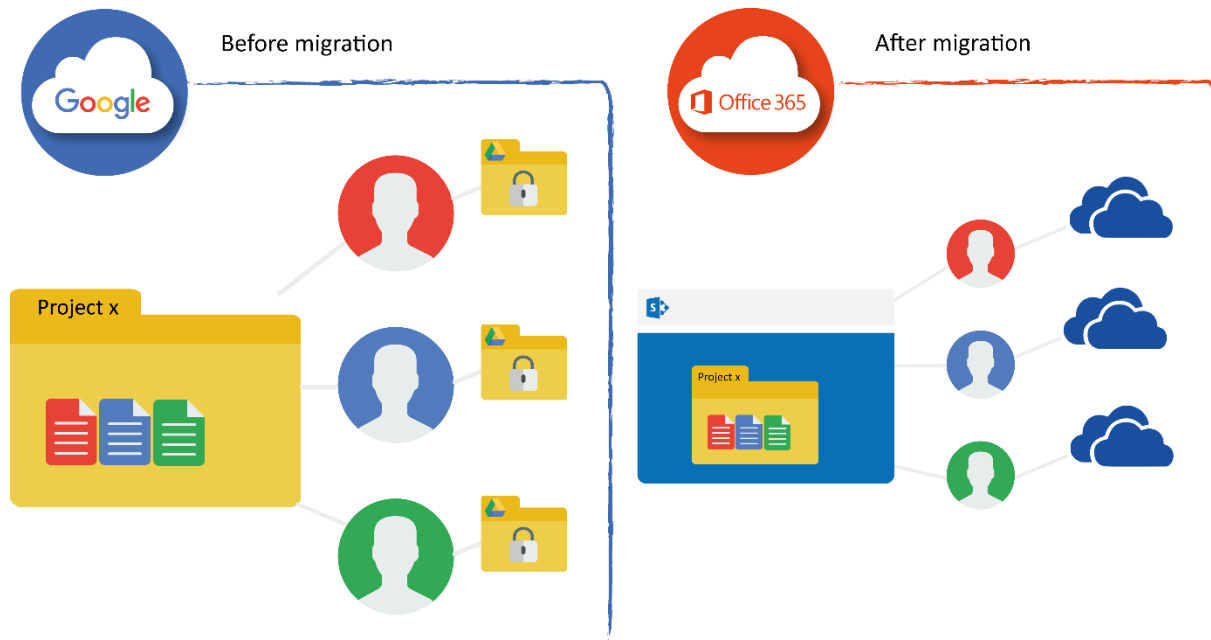 Before migration
Google
Project x
After migration
Office 365
S
Project x